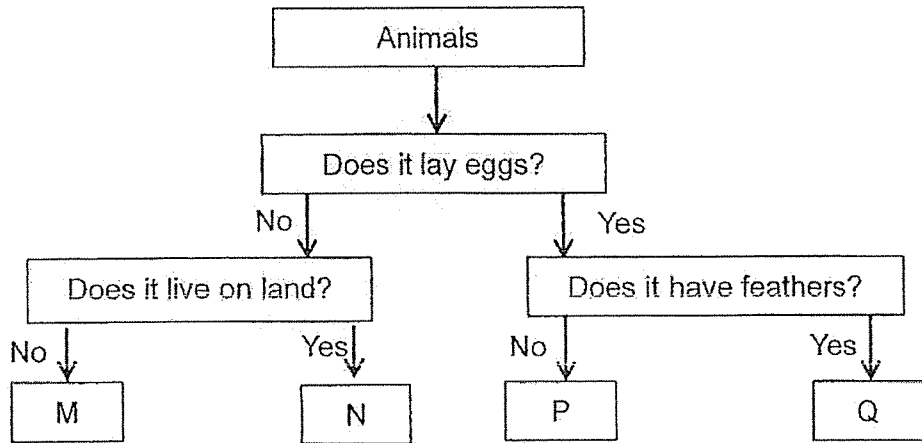 Animals
Does it lay eggs?
No
Yes
Does it live on land?
Does it have feathers?
No
Yes
No
Yes
M
N
P
Q